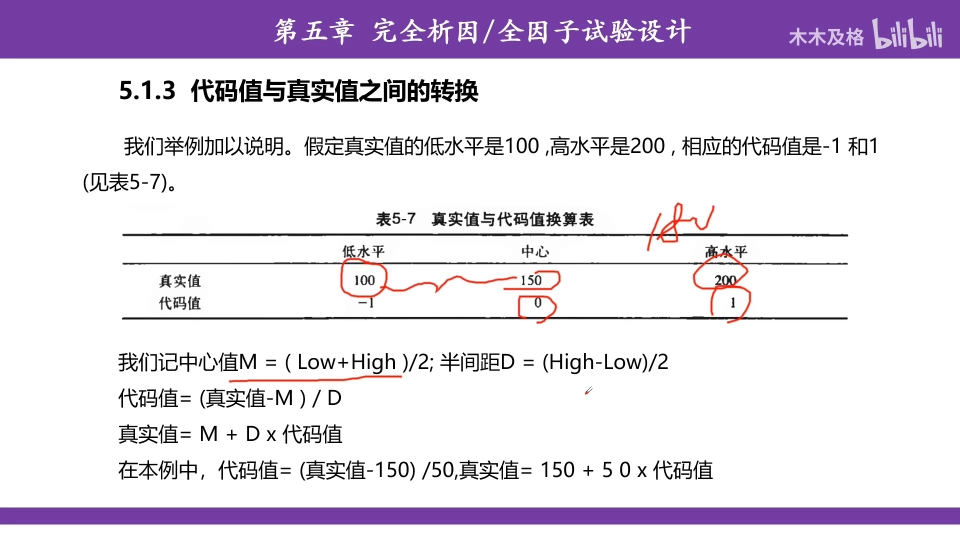 第五章 完全析因/全因子试验设计
木木及格 bilibili
5.1.3 代码值与真实值之间的转换
我们举例加以说明。假定真实值的低水平是100 ,高水平是200 , 相应的代码值是-1 和1
(见表5-7)。
表5-7 真实值与代码值换算表
低水平 中心 高水平
真实值 100 150 200
代码值 -1 0 1
我们记中心值M = ( Low+High )/2; 半间距D = (High-Low)/2
代码值= (真实值-M ) / D
真实值= M + D x 代码值
在本例中，代码值= (真实值-150) /50,真实值= 150 + 5 0 x 代码值